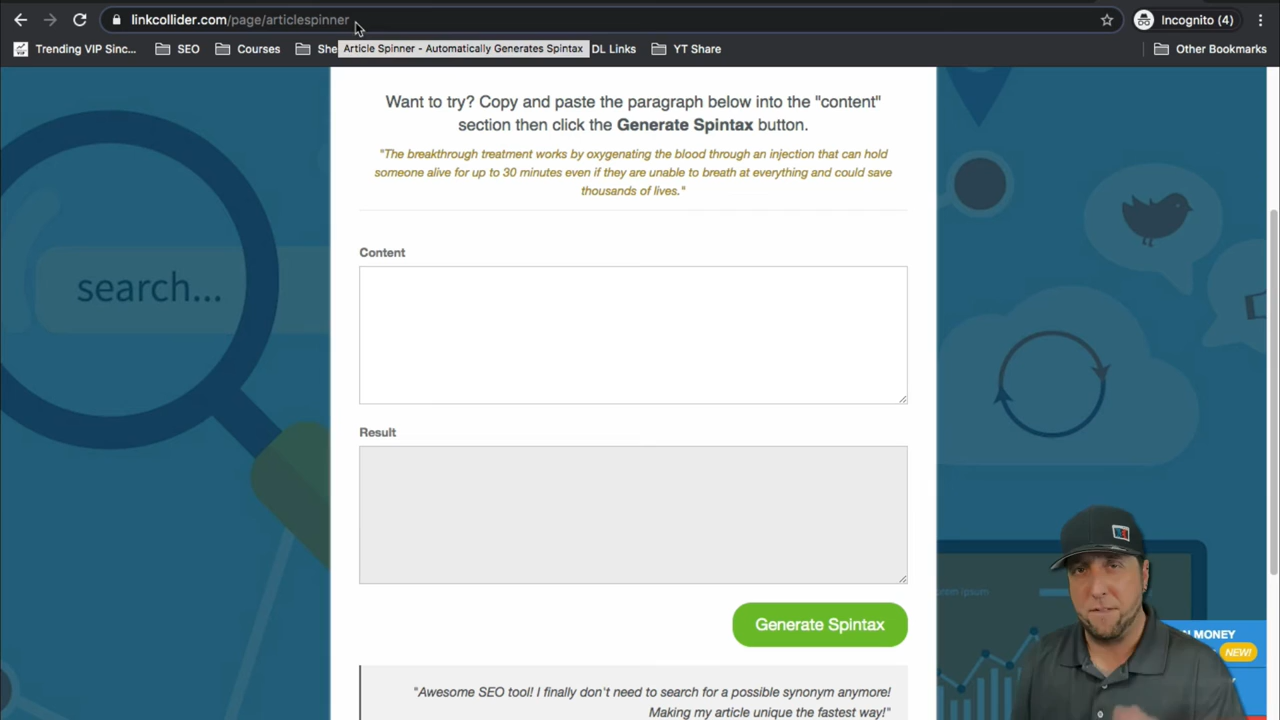 linkcollider.com/page/articlespinner
Incognito (4)
Trending VIP Sinc...
SEO
Courses
She
Article Spinner - Automatically Generates Spintax
DL Links
YT Share
Other Bookmarks
Want to try? Copy and paste the paragraph below into the "content"
section then click the Generate Spintax button.
"The breakthrough treatment works by oxygenating the blood through an injection that can hold
someone alive for up to 30 minutes even if they are unable to breath at everything and could save
thousands of lives."
search...
Content
Result
Generate Spintax
orem ipsum
N MONEY
NEW!
"Awesome SEO tool! I finally don't need to search for a possible synonym anymore!
Making my article unique the fastest way!"